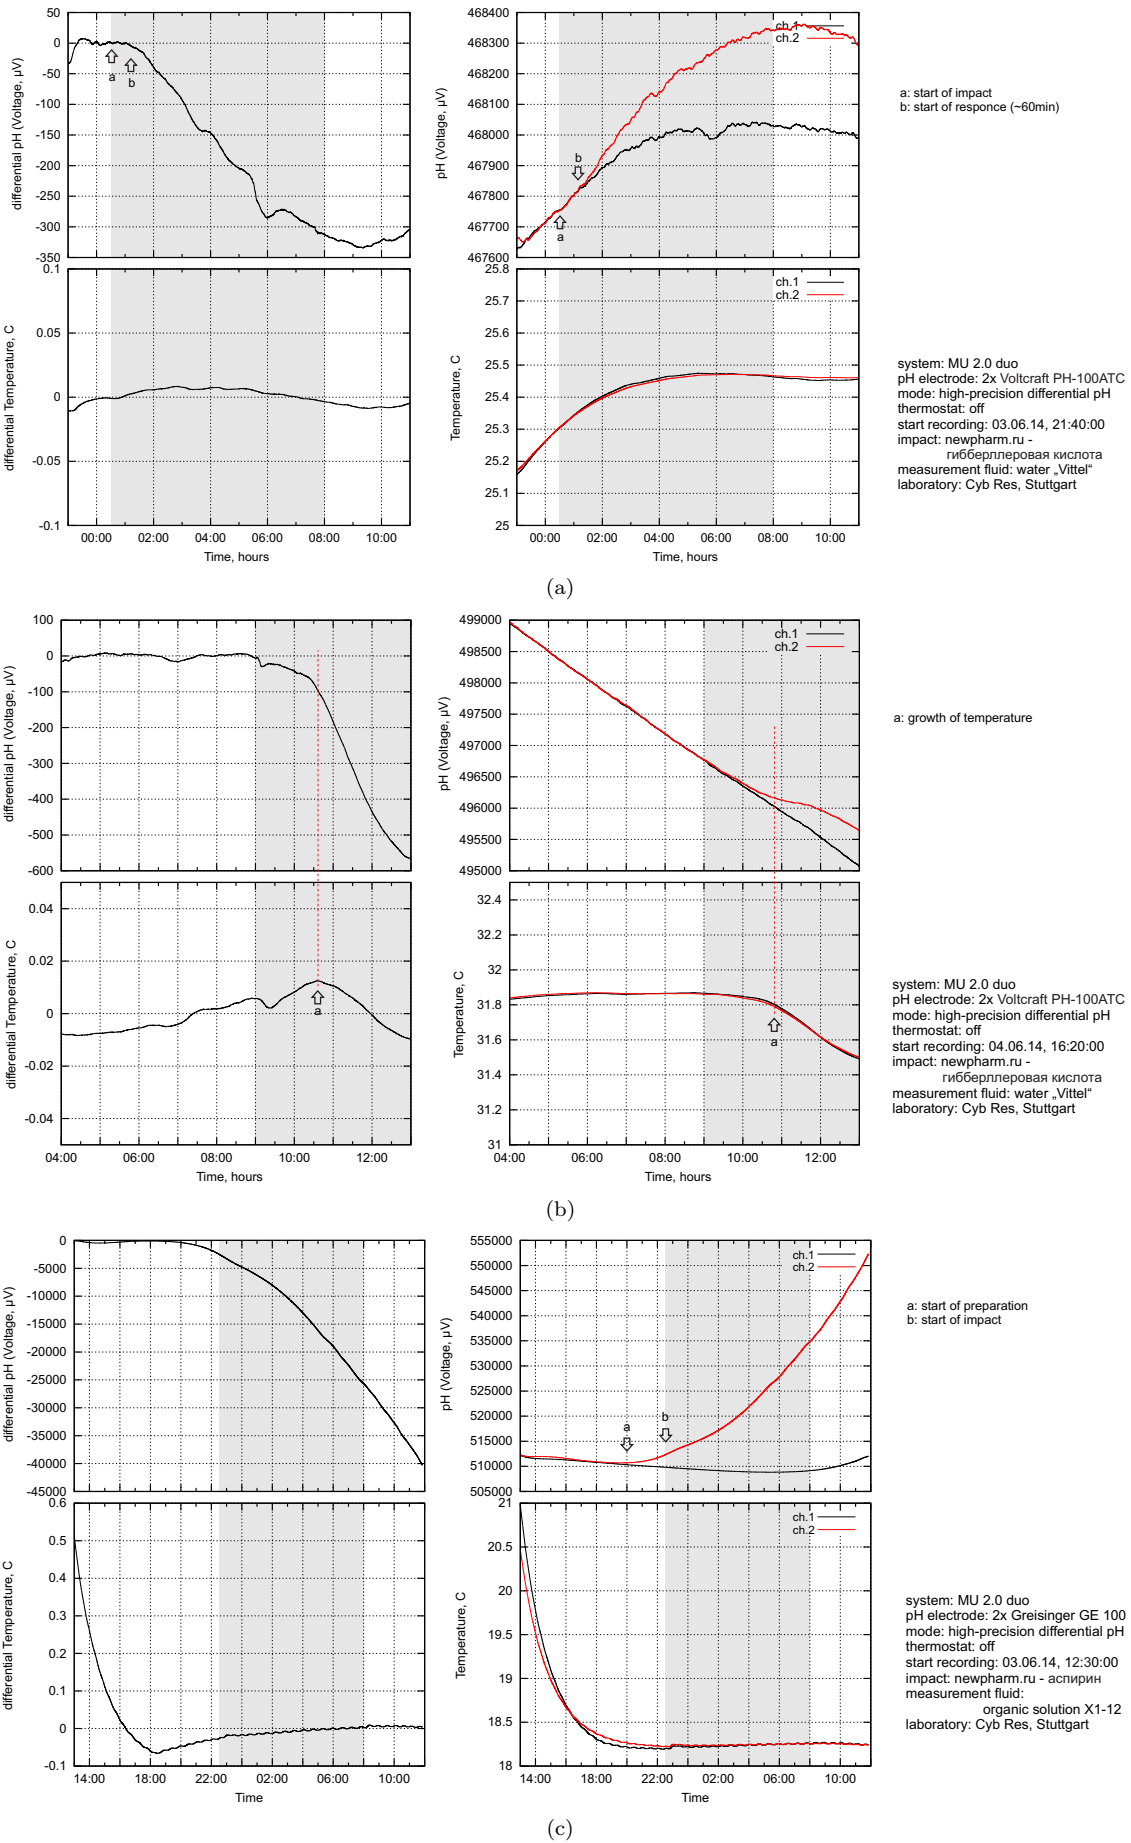 50
0
-50
-100
-150
-200
-250
-300
350
differential pH (Voltage, µV)
a
b
468400
468300
468200
468100
468000
467900
467800
467700
467600
pH (Voltage, µV)
ch.1
ch.2
b
a
a: start of impact
b: start of responce (~60min)
0.1
0.05
0
-0.05
-0.1
differential Temperature, C
00:00 02:00 04:00 06:00 08:00 10:00
Time, hours
25.8
25.7
25.6
25.5
25.4
25.3
25.2
25.1
25
Temperature, C
ch.1
ch.2
00:00 02:00 04:00 06:00 08:00 10:00
Time, hours
system: MU 2.0 duo
pH electrode: 2x Voltcraft PH-100ATC
mode: high-precision differential pH
thermostat: off
start recording: 03.06.14, 21:40:00
impact: newpharm.ru -
гибберллеровая кислота
measurement fluid: water „Vittel“
laboratory: Cyb Res, Stuttgart
(a)
100
0
-100
-200
-300
-400
-500
-600
differential pH (Voltage, µV)
499000
498500
498000
497500
497000
496500
496000
495500
495000
pH (Voltage, µV)
ch.1
ch.2
a: growth of temperature
0.04
0.02
0
-0.02
-0.04
differential Temperature, C
a
04:00 06:00 08:00 10:00 12:00
Time, hours
32.4
32.2
32
31.8
31.6
31.4
31.2
31
Temperature, C
a
04:00 06:00 08:00 10:00 12:00
Time, hours
system: MU 2.0 duo
pH electrode: 2x Voltcraft PH-100ATC
mode: high-precision differential pH
thermostat: off
start recording: 04.06.14, 16:20:00
impact: newpharm.ru -
гибберллеровая кислота
measurement fluid: water „Vittel“
laboratory: Cyb Res, Stuttgart
(b)
0
-5000
-10000
-15000
-20000
-25000
-30000
-35000
-40000
45000
differential pH (Voltage, µV)
555000
550000
545000
540000
535000
530000
525000
520000
515000
510000
505000
pH (Voltage, µV)
ch.1
ch.2
a
b
a: start of preparation
b: start of impact
0.6
0.5
0.4
0.3
0.2
0.1
0
-0.1
differential Temperature, C
14:00 18:00 22:00 02:00 06:00 10:00
Time
21
20.5
20
19.5
19
18.5
18
Temperature, C
ch.1
ch.2
14:00 18:00 22:00 02:00 06:00 10:00
Time
system: MU 2.0 duo
pH electrode: 2x Greisinger GE 100
mode: high-precision differential pH
thermostat: off
start recording: 03.06.14, 12:30:00
impact: newpharm.ru - аспирин
measurement fluid:
organic solution X1-12
laboratory: Cyb Res, Stuttgart
(c)